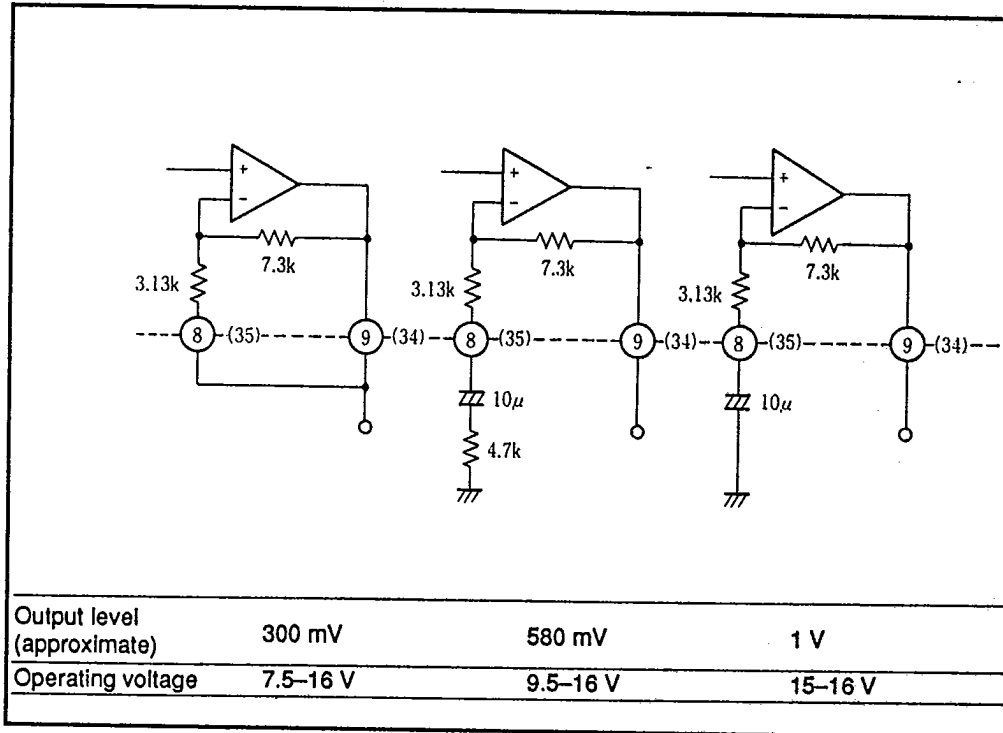 + + +
− − −
7.3k 7.3k 7.3k
3.13k 3.13k 3.13k
8 (35) 9 (34) 8 (35) 9 (34) 8 (35) 9 (34)
10μ 10μ
4.7k
Output level
(approximate) 300 mV 580 mV 1 V
Operating voltage 7.5–16 V 9.5–16 V 15–16 V